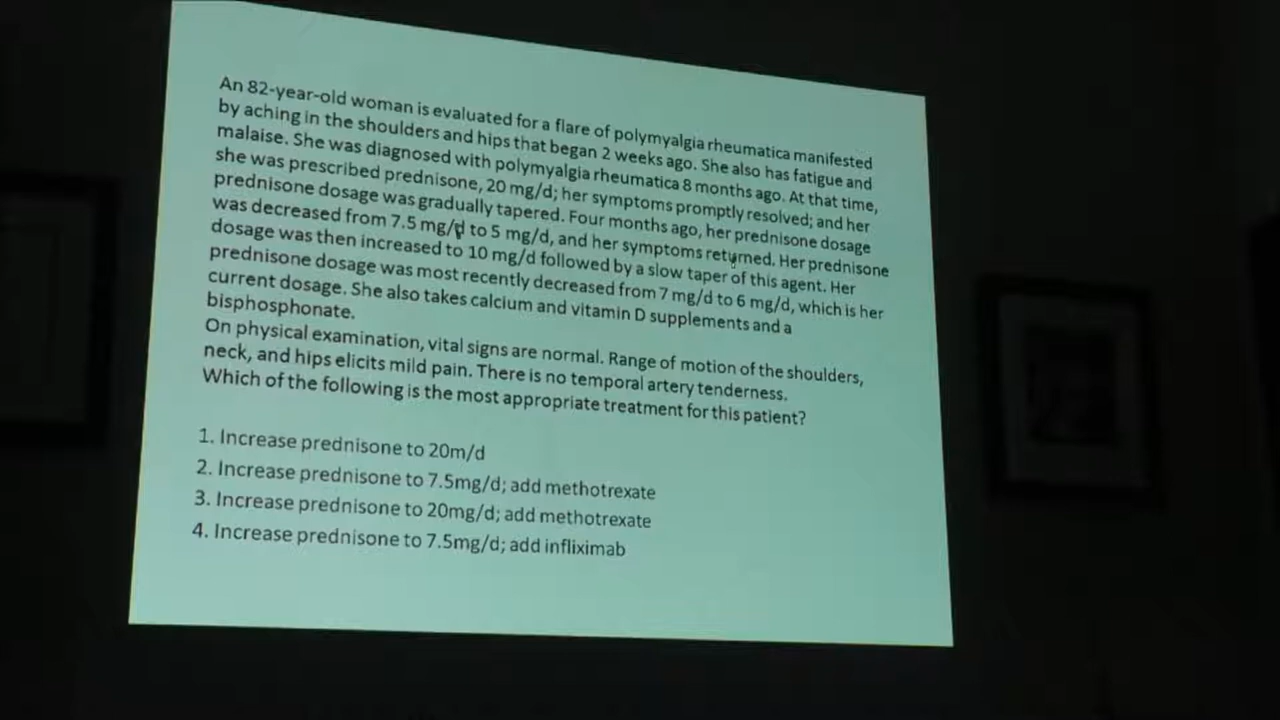 An 82-year-old woman is evaluated for a flare of polymyalgia rheumatica manifested
by aching in the shoulders and hips that began 2 weeks ago. She also has fatigue and
malaise. She was diagnosed with polymyalgia rheumatica 8 months ago. At that time,
she was prescribed prednisone, 20 mg/d; her symptoms promptly resolved; and her
prednisone dosage was gradually tapered. Four months ago, her prednisone dosage
was decreased from 7.5 mg/d to 5 mg/d, and her symptoms returned. Her prednisone
dosage was then increased to 10 mg/d followed by a slow taper of this agent. Her
prednisone dosage was most recently decreased from 7 mg/d to 6 mg/d, which is her
current dosage. She also takes calcium and vitamin D supplements and a
bisphosphonate.
On physical examination, vital signs are normal. Range of motion of the shoulders,
neck, and hips elicits mild pain. There is no temporal artery tenderness.
Which of the following is the most appropriate treatment for this patient?
1. Increase prednisone to 20m/d
2. Increase prednisone to 7.5mg/d; add methotrexate
3. Increase prednisone to 20mg/d; add methotrexate
4. Increase prednisone to 7.5mg/d; add infliximab